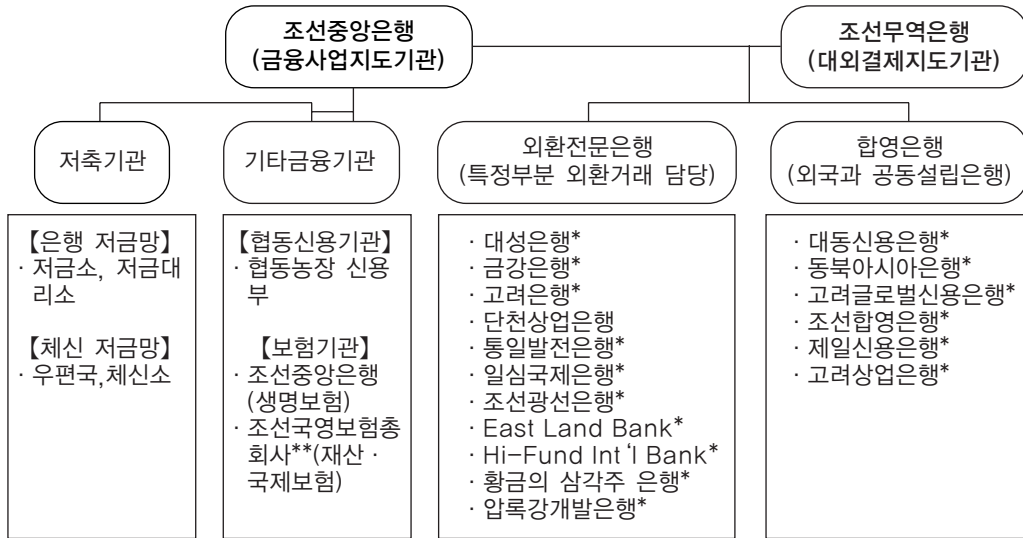 조선중앙은행
(금융사업지도기관)
조선무역은행
(대외결제지도기관)
저축기관
기타금융기관
외환전문은행
(특정부분 외환거래 담당)
합영은행
(외국과 공동설립은행)
【은행 저금망】
· 저금소, 저금대
리소
【체신 저금망】
· 우편국,체신소
【협동신용기관】
· 협동농장 신용
부
【보험기관】
· 조선중앙은행
(생명보험)
· 조선국영보험총
회사**(재산 ·
국제보험)
· 대성은행*
· 금강은행*
· 고려은행*
· 단천상업은행
· 통일발전은행*
· 일심국제은행*
· 조선광선은행*
· East Land Bank*
· Hi-Fund Int‘l Bank*
· 황금의 삼각주 은행*
· 압록강개발은행*
· 대동신용은행*
· 동북아시아은행*
· 고려글로벌신용은행*
· 조선합영은행*
· 제일신용은행*
· 고려상업은행*